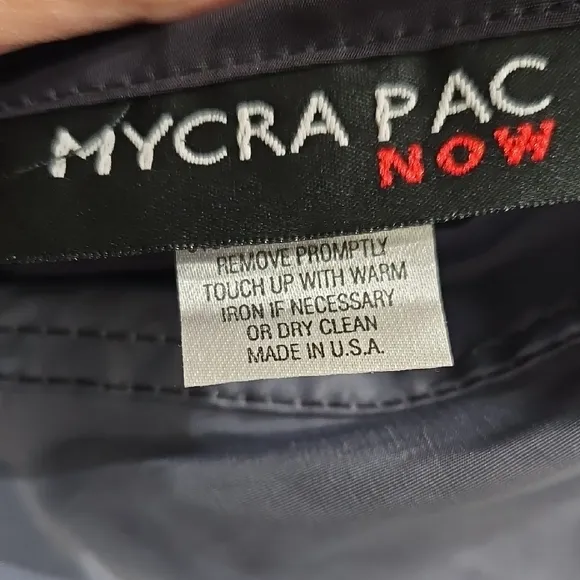 MYCRA PAC
NOW
REMOVE PROMPTLY
TOUCH UP WITH WARM
IRON IF NECESSARY
OR DRY CLEAN
MADE IN U.S.A.